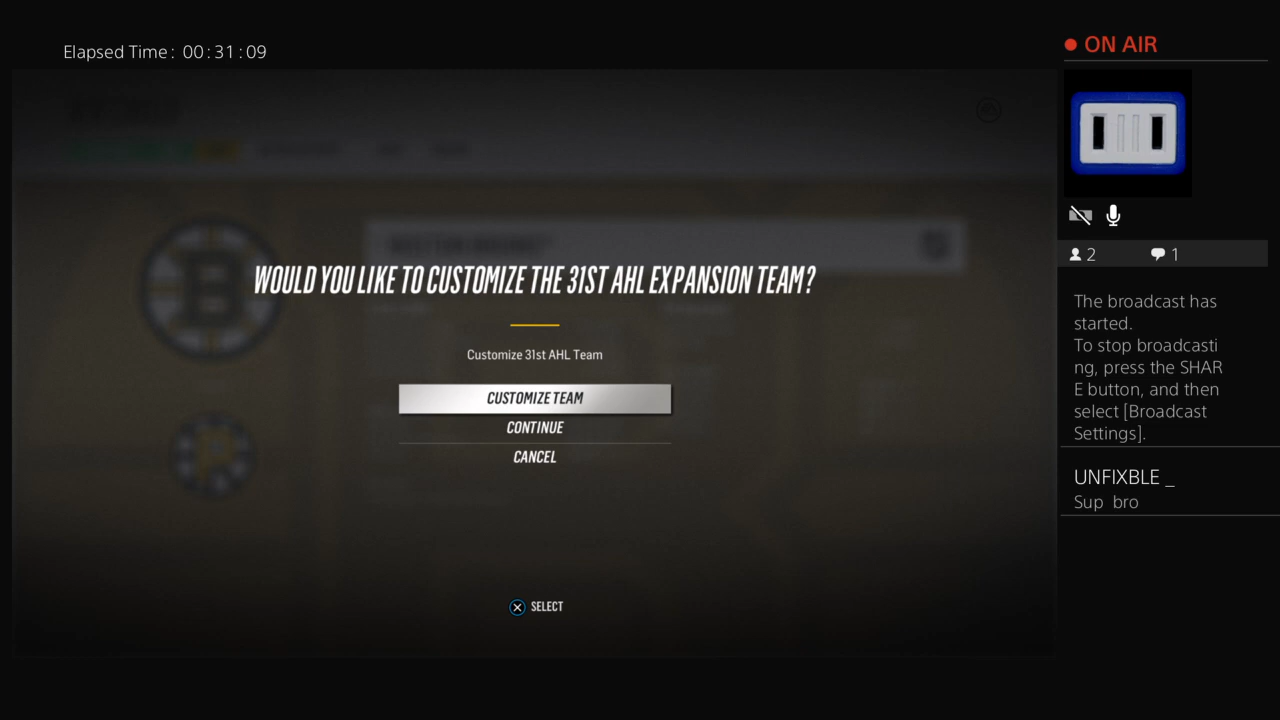 Elapsed Time: 00:31:09
ON AIR
WOULD YOU LIKE TO CUSTOMIZE THE 31ST AHL EXPANSION TEAM?
Customize 31st AHL Team
CUSTOMIZE TEAM
CONTINUE
CANCEL
SELECT
2
1
The broadcast has
started.
To stop broadcasti
ng, press the SHAR
E button, and then
select [Broadcast
Settings].
UNFIXBLE _
Sup bro